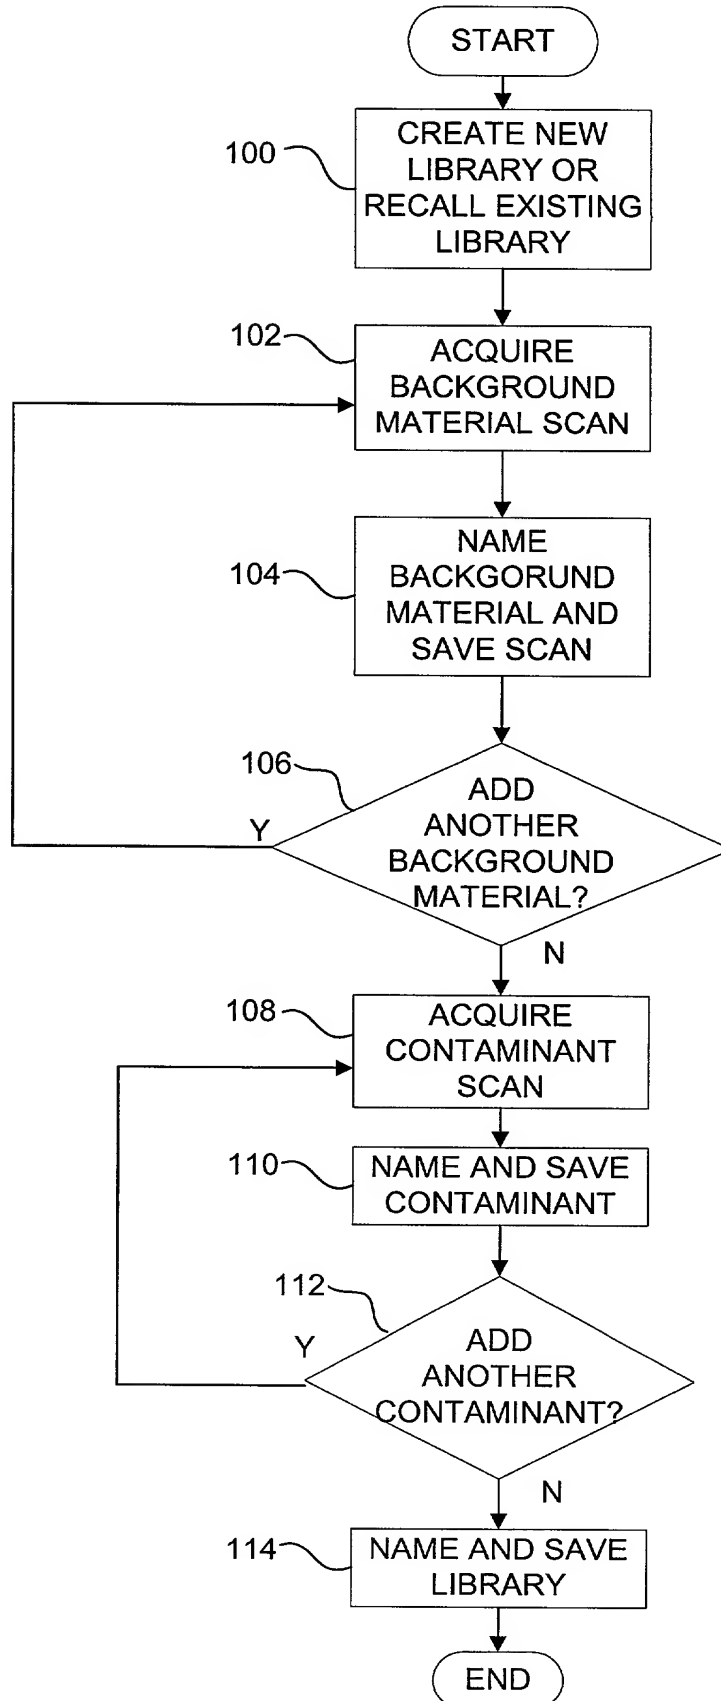 START
100
CREATE NEW
LIBRARY OR
RECALL EXISTING
LIBRARY
102
ACQUIRE
BACKGROUND
MATERIAL SCAN
104
NAME
BACKGORUND
MATERIAL AND
SAVE SCAN
106
ADD
ANOTHER
BACKGROUND
MATERIAL?
Y
N
108
ACQUIRE
CONTAMINANT
SCAN
110
NAME AND SAVE
CONTAMINANT
112
ADD
ANOTHER
CONTAMINANT?
Y
N
114
NAME AND SAVE
LIBRARY
END